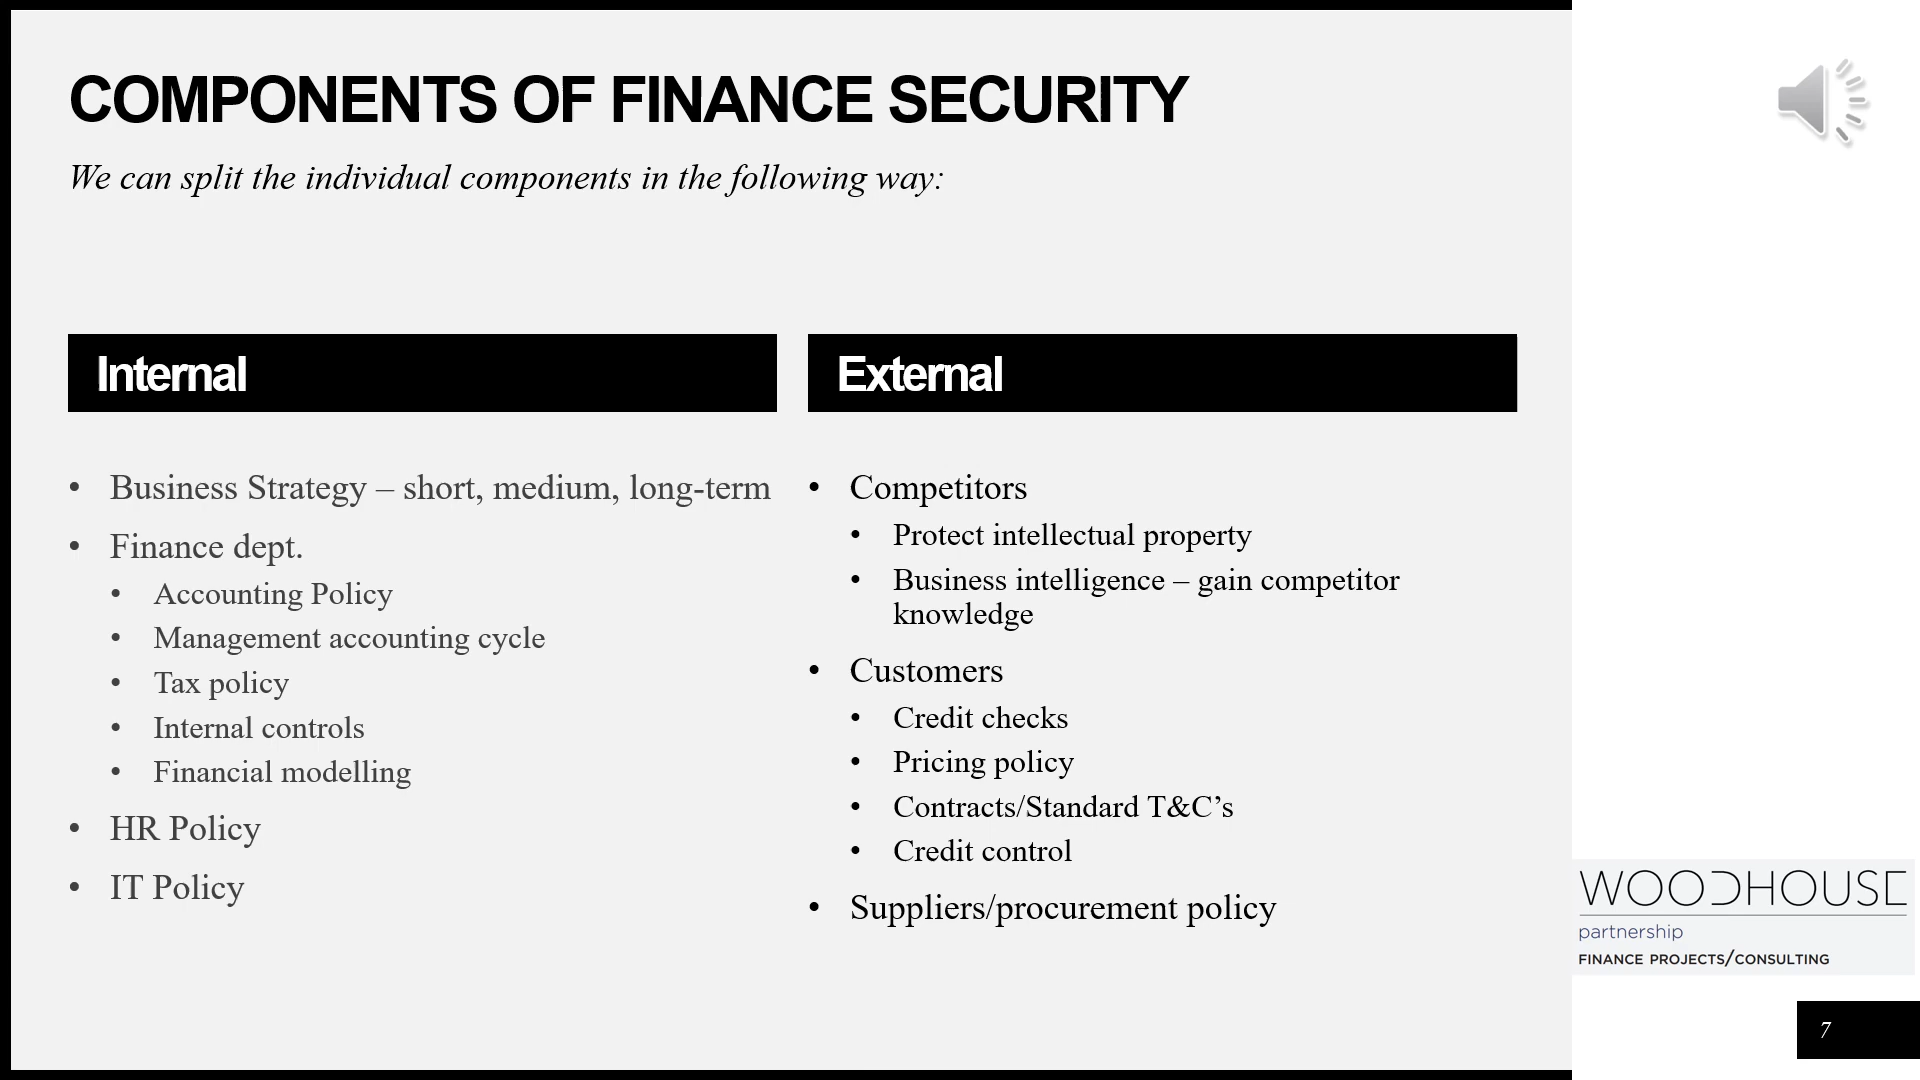 COMPONENTS OF FINANCE SECURITY
We can split the individual components in the following way:
Internal
• Business Strategy – short, medium, long-term
• Finance dept.
• Accounting Policy
• Management accounting cycle
• Tax policy
• Internal controls
• Financial modelling
• HR Policy
• IT Policy
External
• Competitors
• Protect intellectual property
• Business intelligence – gain competitor
knowledge
• Customers
• Credit checks
• Pricing policy
• Contracts/Standard T&C’s
• Credit control
• Suppliers/procurement policy
WOODHOUSE
partnership
FINANCE PROJECTS/CONSULTING
7